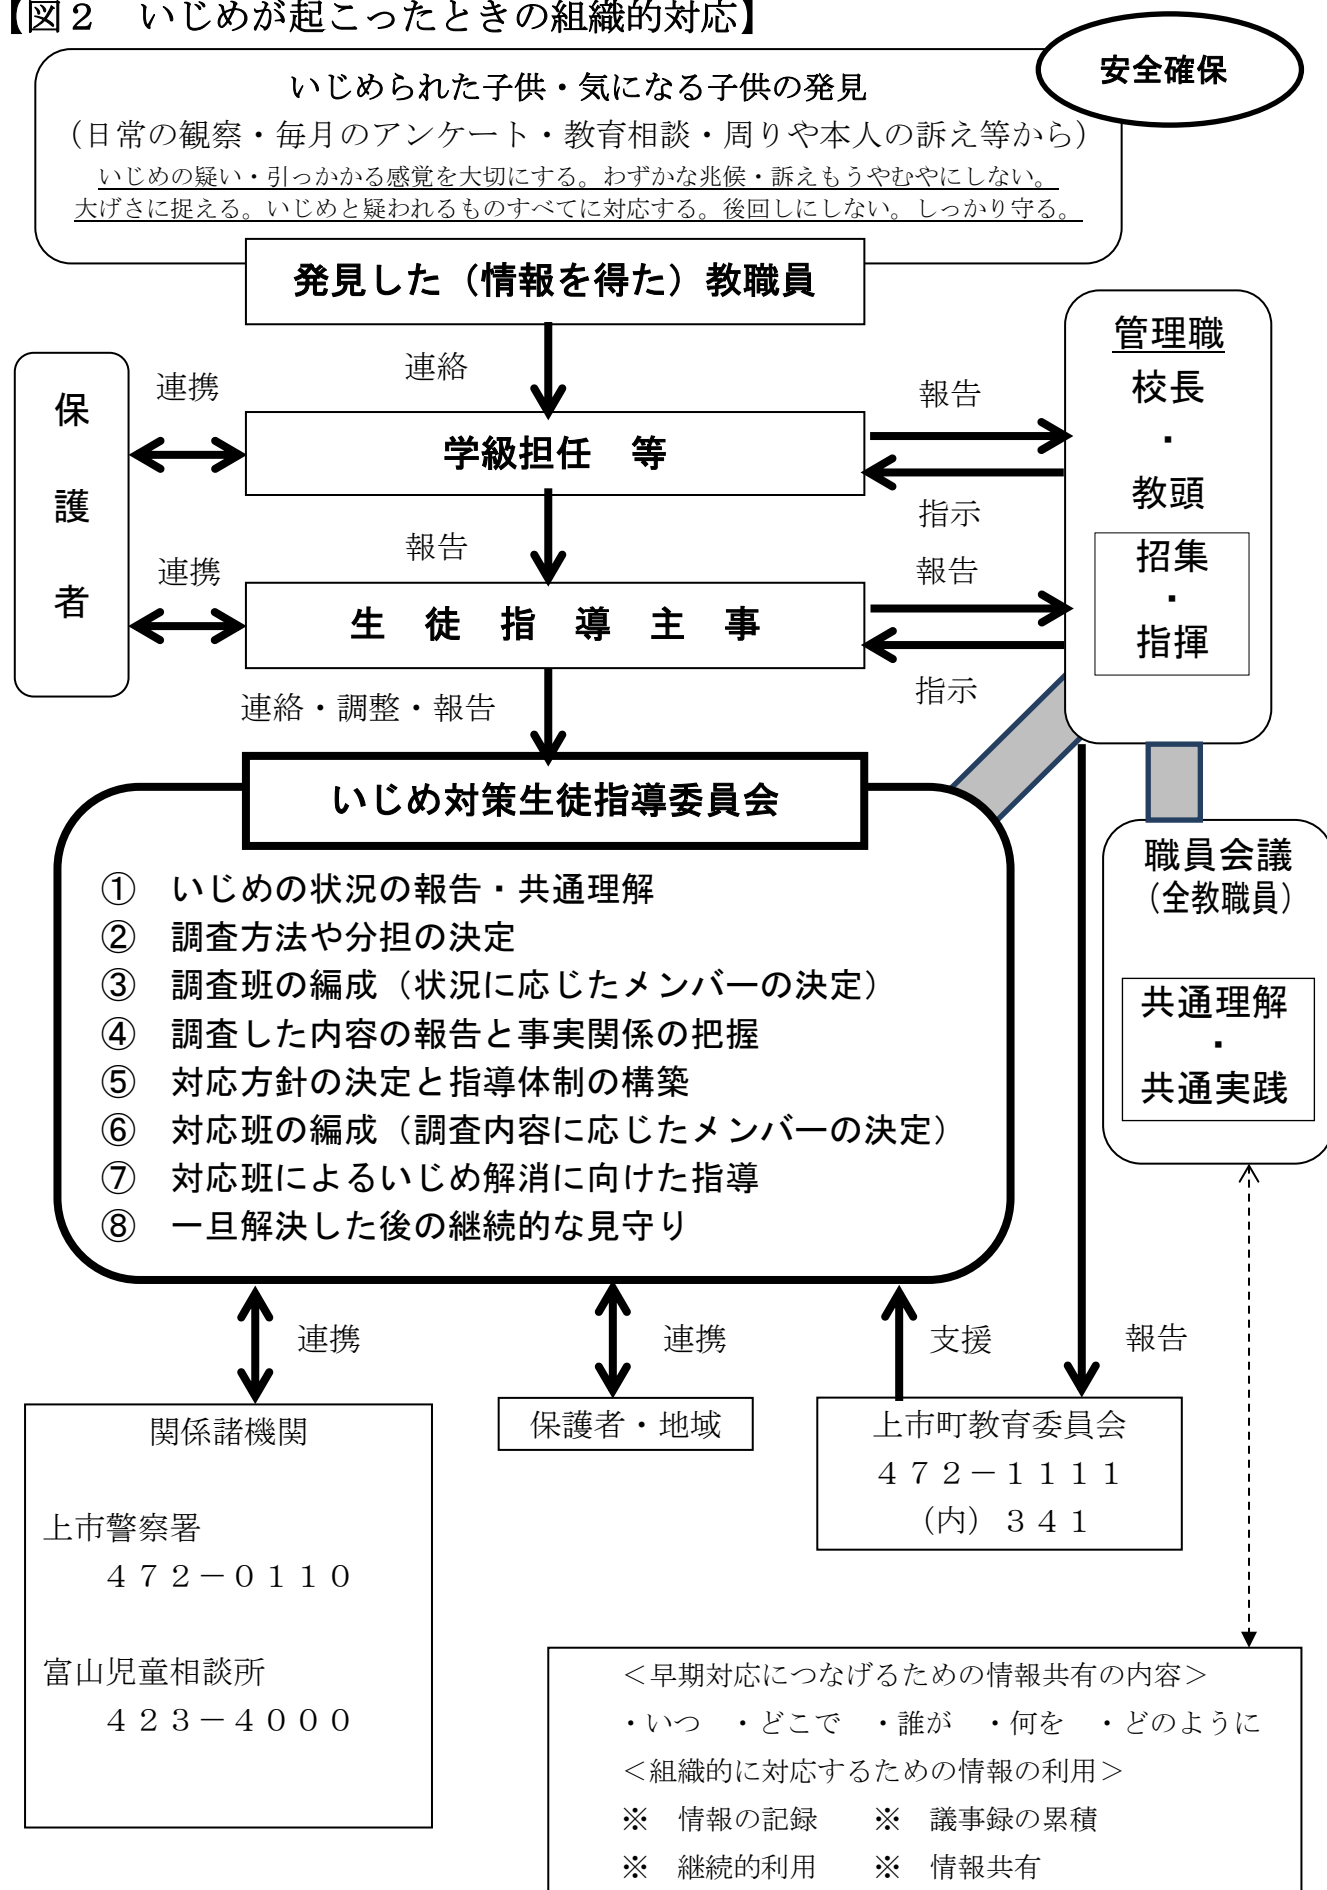 【図２　いじめが起こったときの組織的対応】
安全確保
いじめられた子供・気になる子供の発見
（日常の観察・毎月のアンケート・教育相談・周りや本人の訴え等から）
いじめの疑い・引っかかる感覚を大切にする。わずかな兆候・訴えもうやむやにしない。
大げさに捉える。いじめと疑われるものすべてに対応する。後回しにしない。しっかり守る。
発見した（情報を得た）教職員
連絡
保護者
連携
学級担任　等
報告
指示
管理職
校長
・
教頭
招集
・
指揮
報告
連携
生　徒　指　導　主　事
報告
指示
連絡・調整・報告
いじめ対策生徒指導委員会
①　いじめの状況の報告・共通理解
②　調査方法や分担の決定
③　調査班の編成（状況に応じたメンバーの決定）
④　調査した内容の報告と事実関係の把握
⑤　対応方針の決定と指導体制の構築
⑥　対応班の編成（調査内容に応じたメンバーの決定）
⑦　対応班によるいじめ解消に向けた指導
⑧　一旦解決した後の継続的な見守り
職員会議
（全教職員）
共通理解
・
共通実践
連携
連携
支援
報告
関係諸機関
上市警察署
４７２－０１１０
富山児童相談所
４２３－４０００
保護者・地域
上市町教育委員会
４７２－１１１１
（内）３４１
＜早期対応につなげるための情報共有の内容＞
・いつ　・どこで　・誰が　・何を　・どのように
＜組織的に対応するための情報の利用＞
※　情報の記録　　※　議事録の累積
※　継続的利用　　※　情報共有